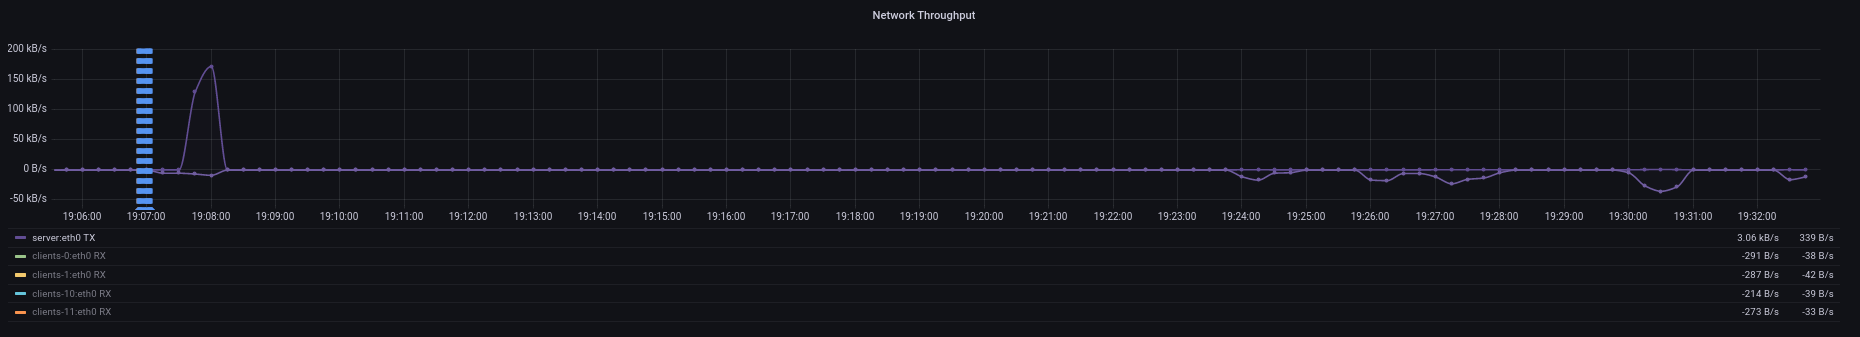 Network Throughput
200 kB/s
150 kB/s
100 kB/s
50 kB/s
0 B/s
-50 kB/s
19:06:00 19:07:00 19:08:00 19:09:00 19:10:00 19:11:00 19:12:00 19:13:00 19:14:00 19:15:00 19:16:00 19:17:00 19:18:00 19:19:00 19:20:00 19:21:00 19:22:00 19:23:00 19:24:00 19:25:00 19:26:00 19:27:00 19:28:00 19:29:00 19:30:00 19:31:00 19:32:00
server:eth0 TX 3.06 kB/s 339 B/s
clients-0:eth0 RX -291 B/s -38 B/s
clients-1:eth0 RX -287 B/s -42 B/s
clients-10:eth0 RX -214 B/s -39 B/s
clients-11:eth0 RX -273 B/s -33 B/s